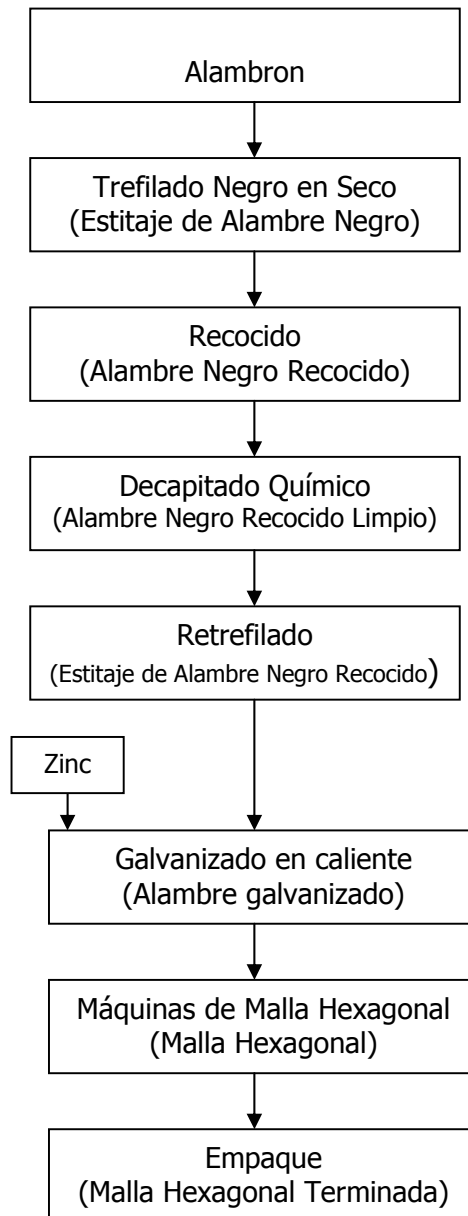 Alambron
Trefilado Negro en Seco
(Estitaje de Alambre Negro)
Recocido
(Alambre Negro Recocido)
Decapitado Químico
(Alambre Negro Recocido Limpio)
Retrefilado
(Estitaje de Alambre Negro Recocido)
Zinc
Galvanizado en caliente
(Alambre galvanizado)
Máquinas de Malla Hexagonal
(Malla Hexagonal)
Empaque
(Malla Hexagonal Terminada)